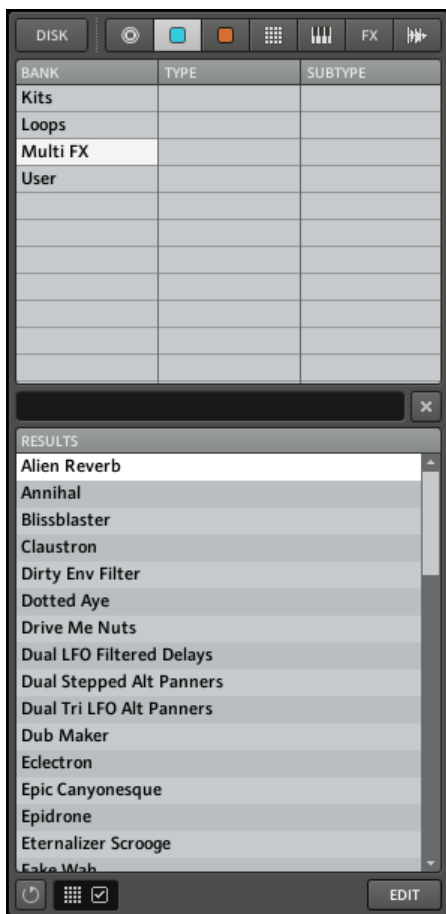 DISK FX
BANK TYPE SUBTYPE
Kits
Loops
Multi FX
User
RESULTS
Alien Reverb
Annihal
Blissblaster
Claustron
Dirty Env Filter
Dotted Aye
Drive Me Nuts
Dual LFO Filtered Delays
Dual Stepped Alt Panners
Dual Tri LFO Alt Panners
Dub Maker
Eclectron
Epic Canyonesque
Epidrone
Eternalizer Scrooge
Fake Wah
EDIT